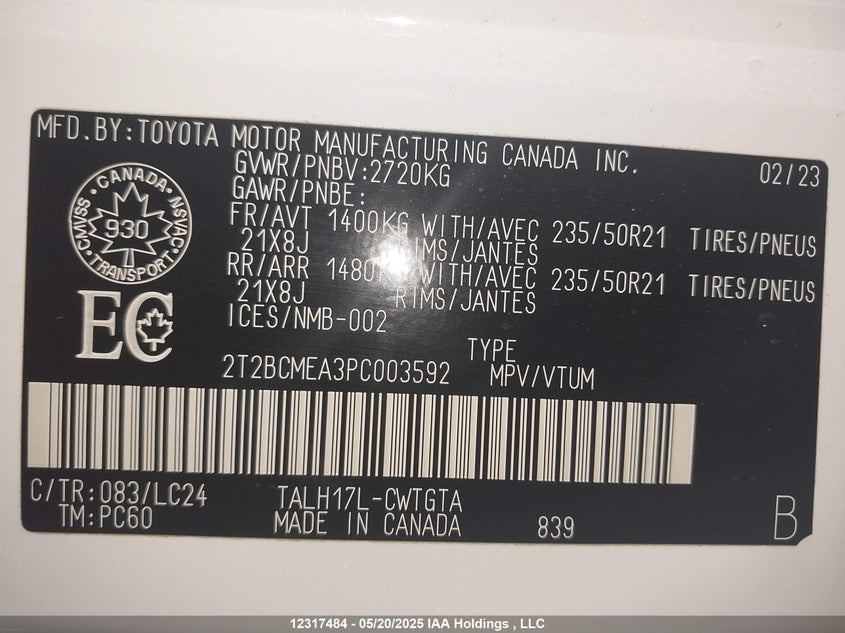 MFD.BY:TOYOTA MOTOR MANUFACTURING CANADA INC. 02/23
GVWR/PNBV:2720KG
GAWR/PNBE:
FR/AVT 1400KG WITH/AVEC 235/50R21 TIRES/PNEUS
21X8J RIMS/JANTES
RR/ARR 1480 WITH/AVEC 235/50R21 TIRES/PNEUS
21X8J RIMS/JANTES
ICES/NMB-002
CANADA
CMVSS 930 NSVAC
TRANSPORT
EC
TYPE
2T2BCMEA3PC003592 MPV/VTUM
C/TR:083/LC24 TALH17L-CWTGTA
TM:PC60 MADE IN CANADA 839 B
12317484 - 05/20/2025 IAA Holdings , LLC